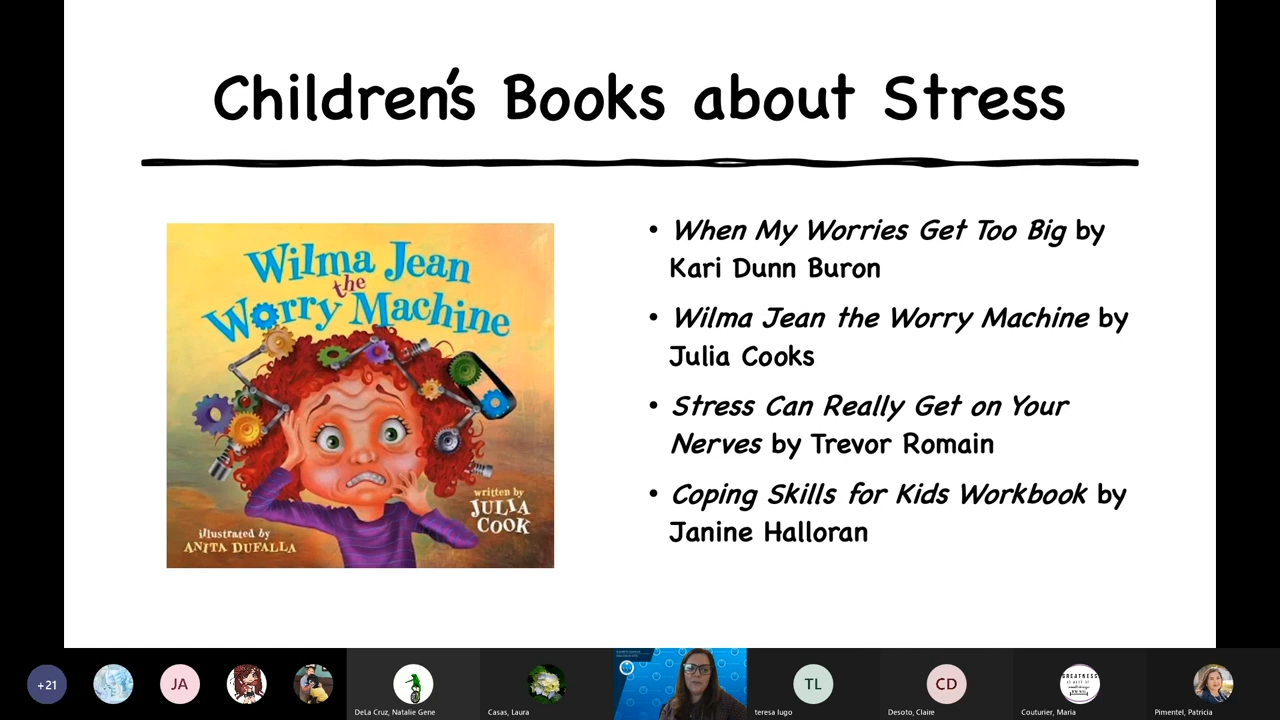 Children's Books about Stress
Wilma Jean
the
Worry Machine
written by
JULIA
COOK
illustrated by
ANITA DUFALLA
• When My Worries Get Too Big by
Kari Dunn Buron
• Wilma Jean the Worry Machine by
Julia Cooks
• Stress Can Really Get on Your
Nerves by Trevor Romain
• Coping Skills for Kids Workbook by
Janine Halloran
+21
JA
DeLa Cruz, Natalie Gene
Casas, Laura
TL
teresa lugo
CD
Desoto, Claire
GREATNESS
Couturier, Maria
Pimentel, Patricia